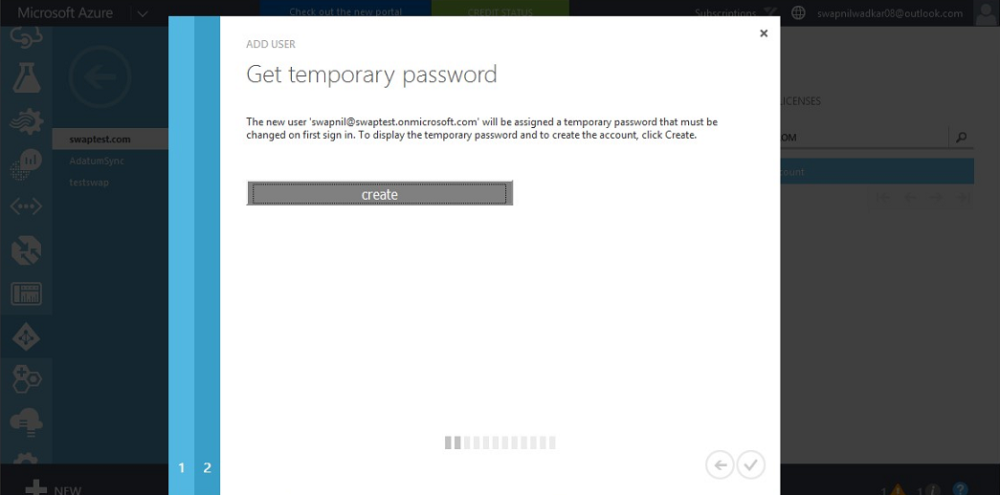 Microsoft Azure
Check out the new portal
CREDIT STATUS
Subscriptions
swapnilwadkar08@outlook.com
ADD USER
Get temporary password
The new user 'swapnil@swaptest.onmicrosoft.com' will be assigned a temporary password that must be
changed on first sign in. To display the temporary password and to create the account, click Create.
create
swaptest.com
AdatumSync
testswap
LICENSES
OM
count
1 2
NEW
1 1